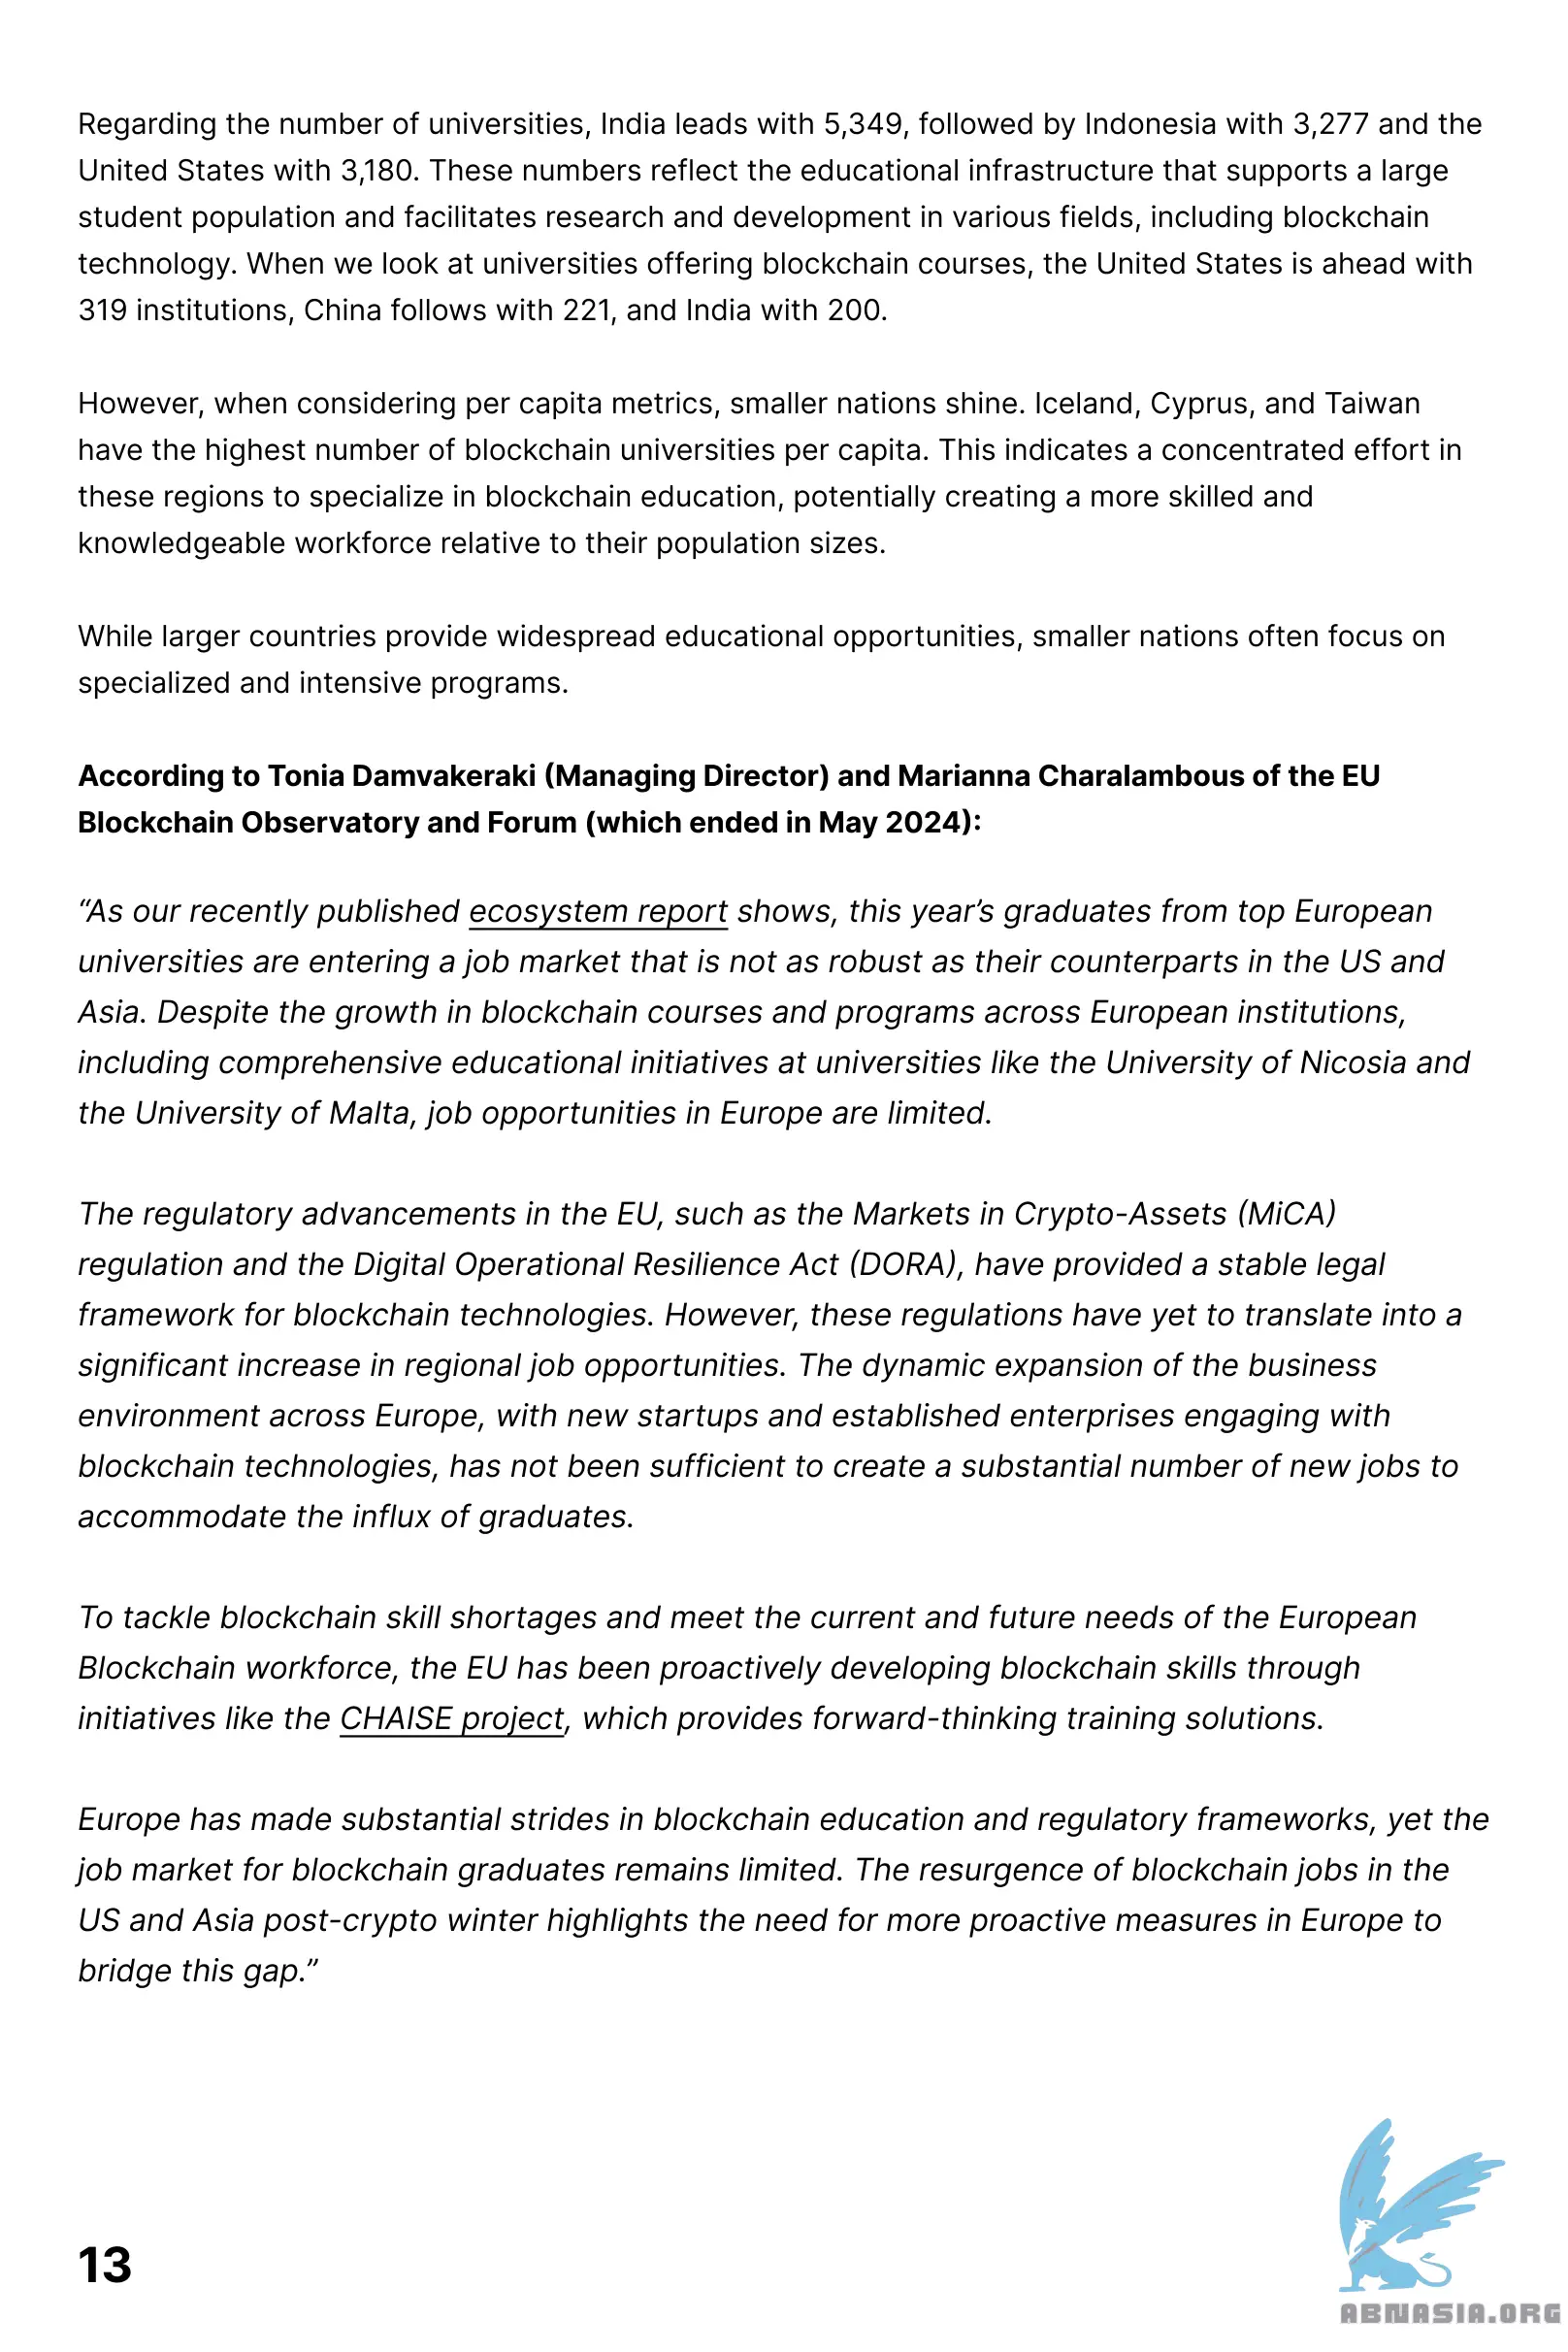 Regarding the number of universities, India leads with 5,349, followed by Indonesia with 3,277 and the
United States with 3,180. These numbers reflect the educational infrastructure that supports a large
student population and facilitates research and development in various fields, including blockchain
technology. When we look at universities offering blockchain courses, the United States is ahead with
319 institutions, China follows with 221, and India with 200.
However, when considering per capita metrics, smaller nations shine. Iceland, Cyprus, and Taiwan
have the highest number of blockchain universities per capita. This indicates a concentrated effort in
these regions to specialize in blockchain education, potentially creating a more skilled and
knowledgeable workforce relative to their population sizes.
While larger countries provide widespread educational opportunities, smaller nations often focus on
specialized and intensive programs.
According to Tonia Damvakeraki (Managing Director) and Marianna Charalambous of the EU
Blockchain Observatory and Forum (which ended in May 2024):
“As our recently published ecosystem report shows, this year’s graduates from top European
universities are entering a job market that is not as robust as their counterparts in the US and
Asia. Despite the growth in blockchain courses and programs across European institutions,
including comprehensive educational initiatives at universities like the University of Nicosia and
the University of Malta, job opportunities in Europe are limited.
The regulatory advancements in the EU, such as the Markets in Crypto-Assets (MiCA)
regulation and the Digital Operational Resilience Act (DORA), have provided a stable legal
framework for blockchain technologies. However, these regulations have yet to translate into a
significant increase in regional job opportunities. The dynamic expansion of the business
environment across Europe, with new startups and established enterprises engaging with
blockchain technologies, has not been sufficient to create a substantial number of new jobs to
accommodate the influx of graduates.
To tackle blockchain skill shortages and meet the current and future needs of the European
Blockchain workforce, the EU has been proactively developing blockchain skills through
initiatives like the CHAISE project, which provides forward-thinking training solutions.
Europe has made substantial strides in blockchain education and regulatory frameworks, yet the
job market for blockchain graduates remains limited. The resurgence of blockchain jobs in the
US and Asia post-crypto winter highlights the need for more proactive measures in Europe to
bridge this gap.”
13
ABNASIA.ORG